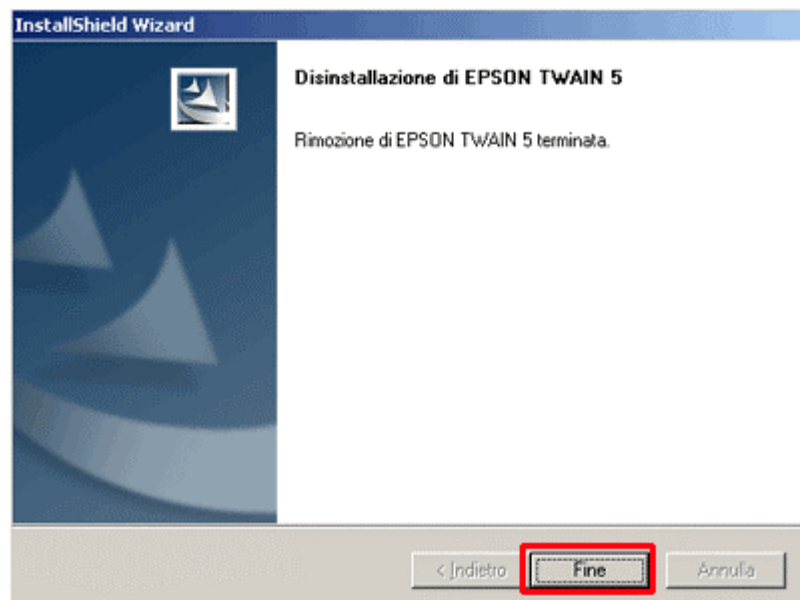 InstallShield Wizard
Disinstallazione di EPSON TWAIN 5
Rimozione di EPSON TWAIN 5 terminata.
< Indietro Fine Annulla